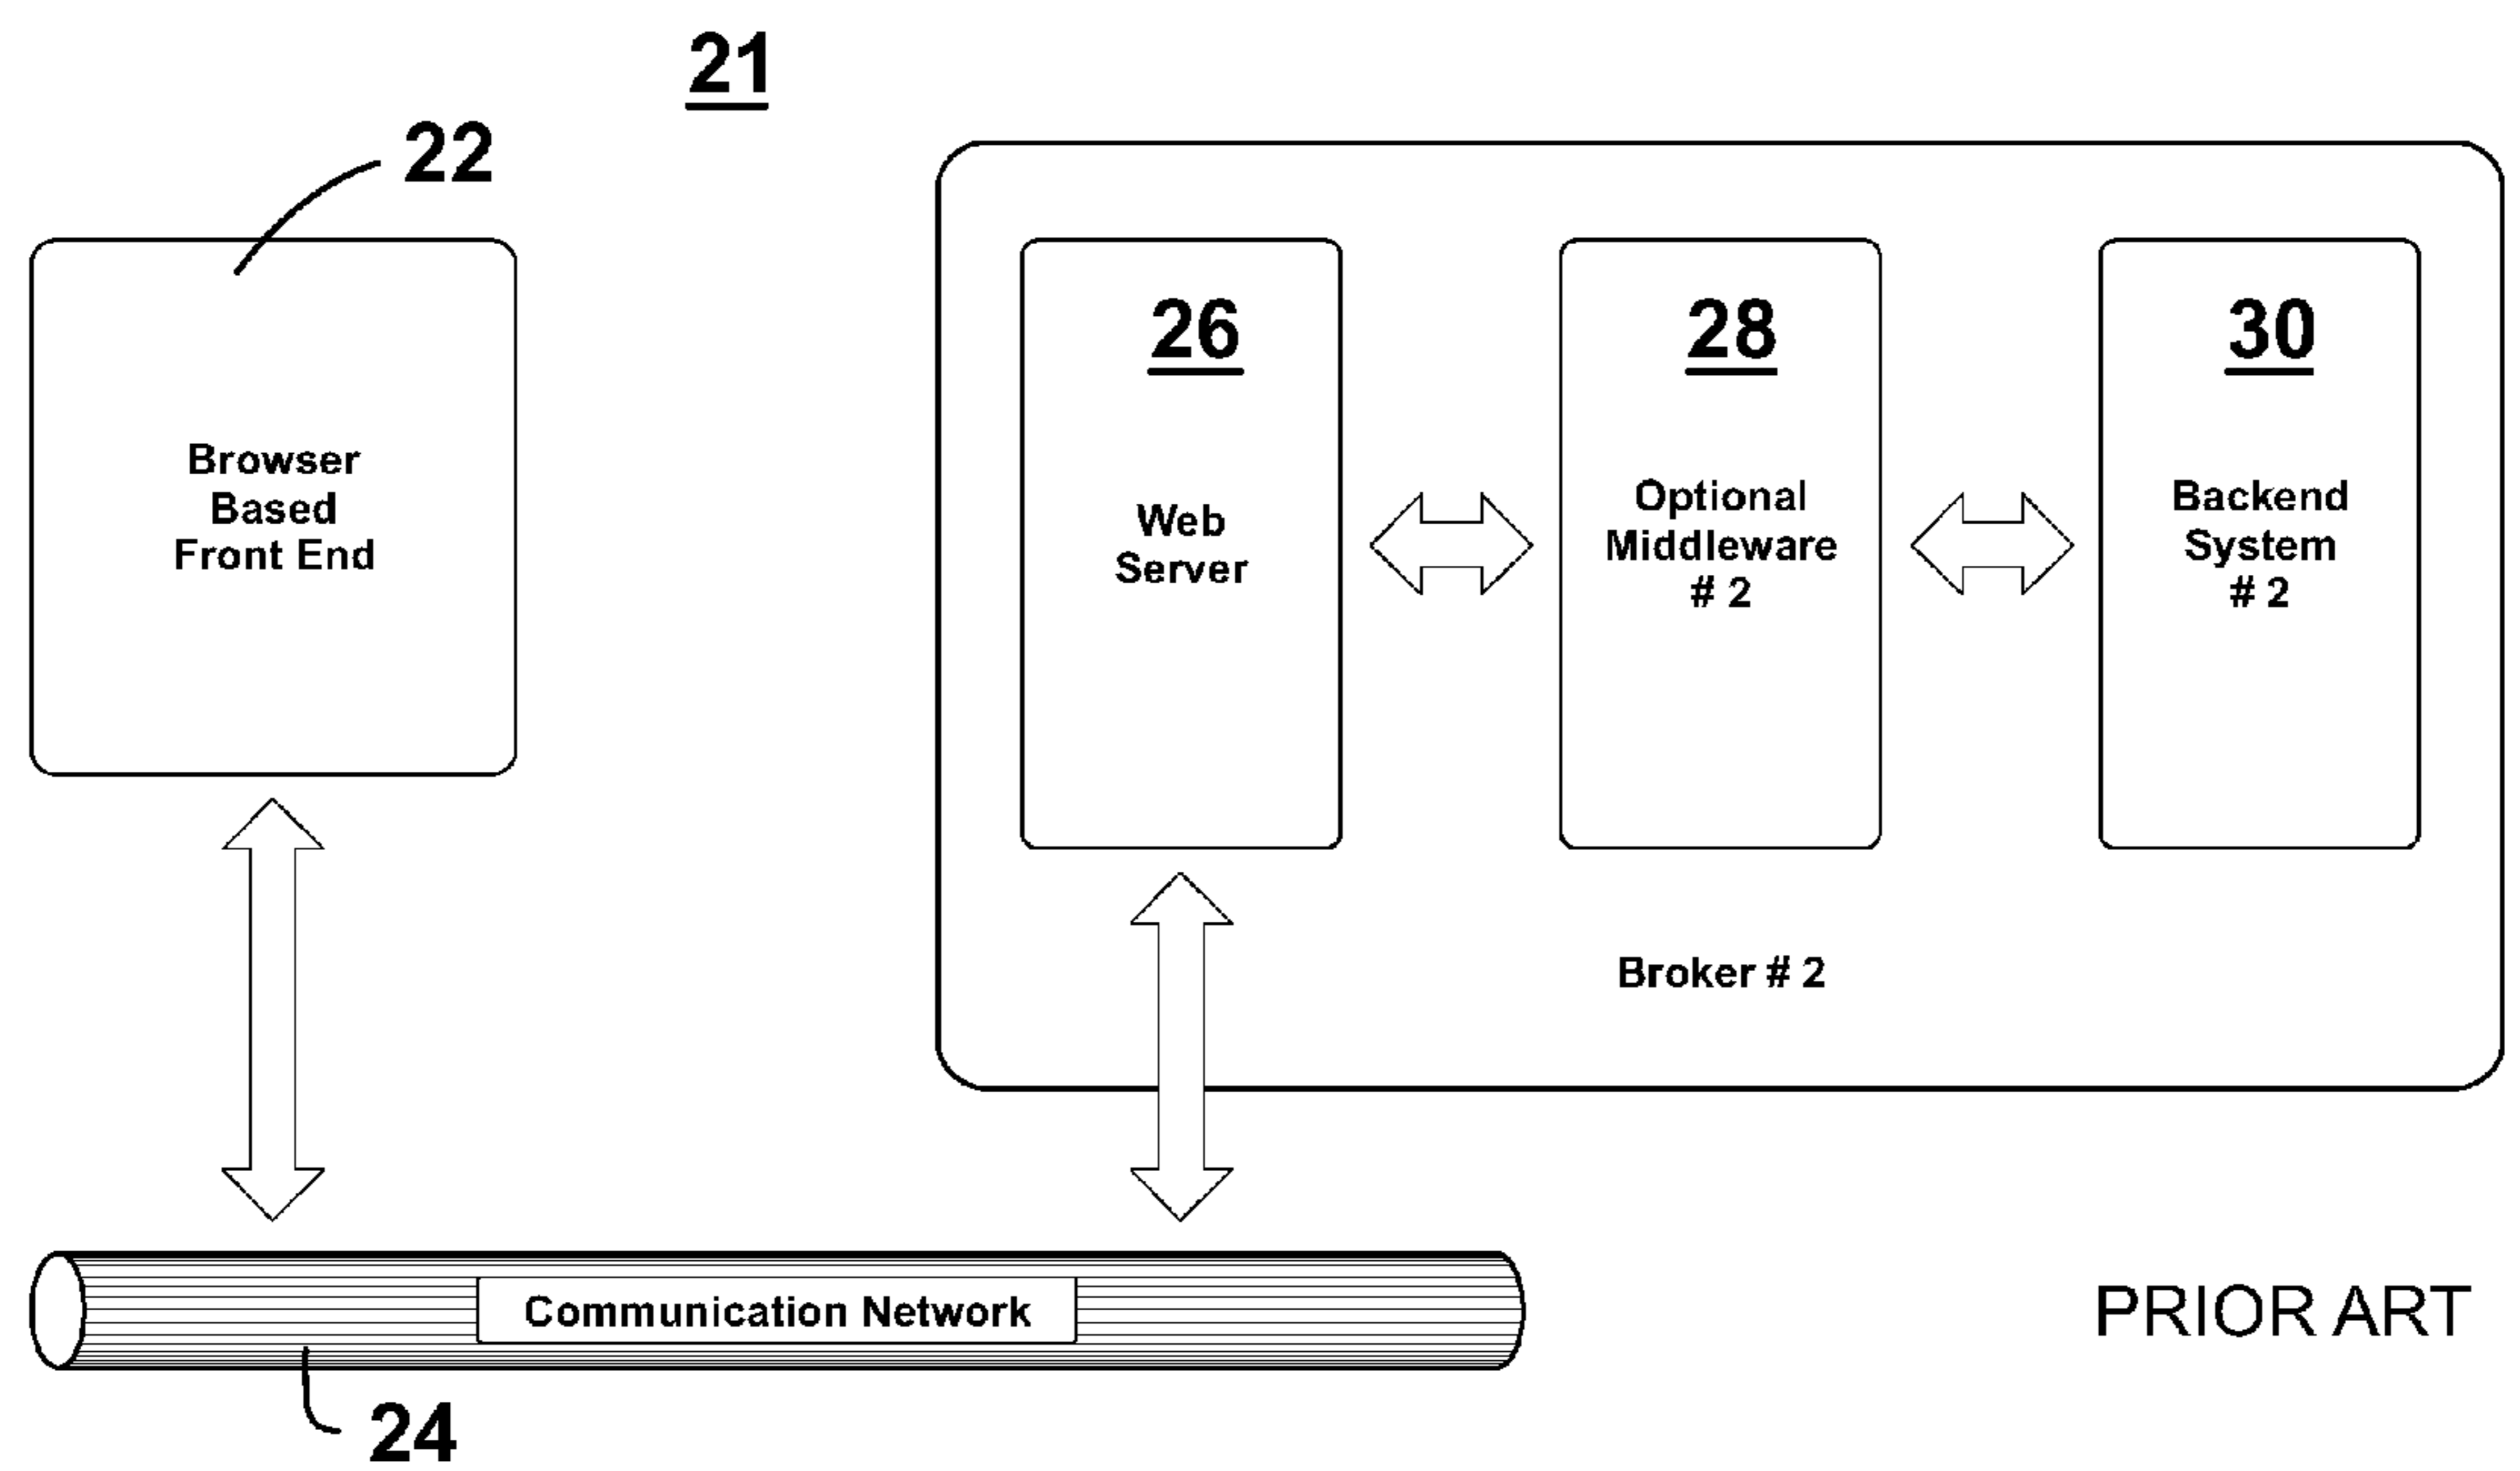 21
22
26
28
30
Browser
Based
Front End
Web
Server
Optional
Middleware
# 2
Backend
System
# 2
Broker # 2
Communication Network
PRIOR ART
24